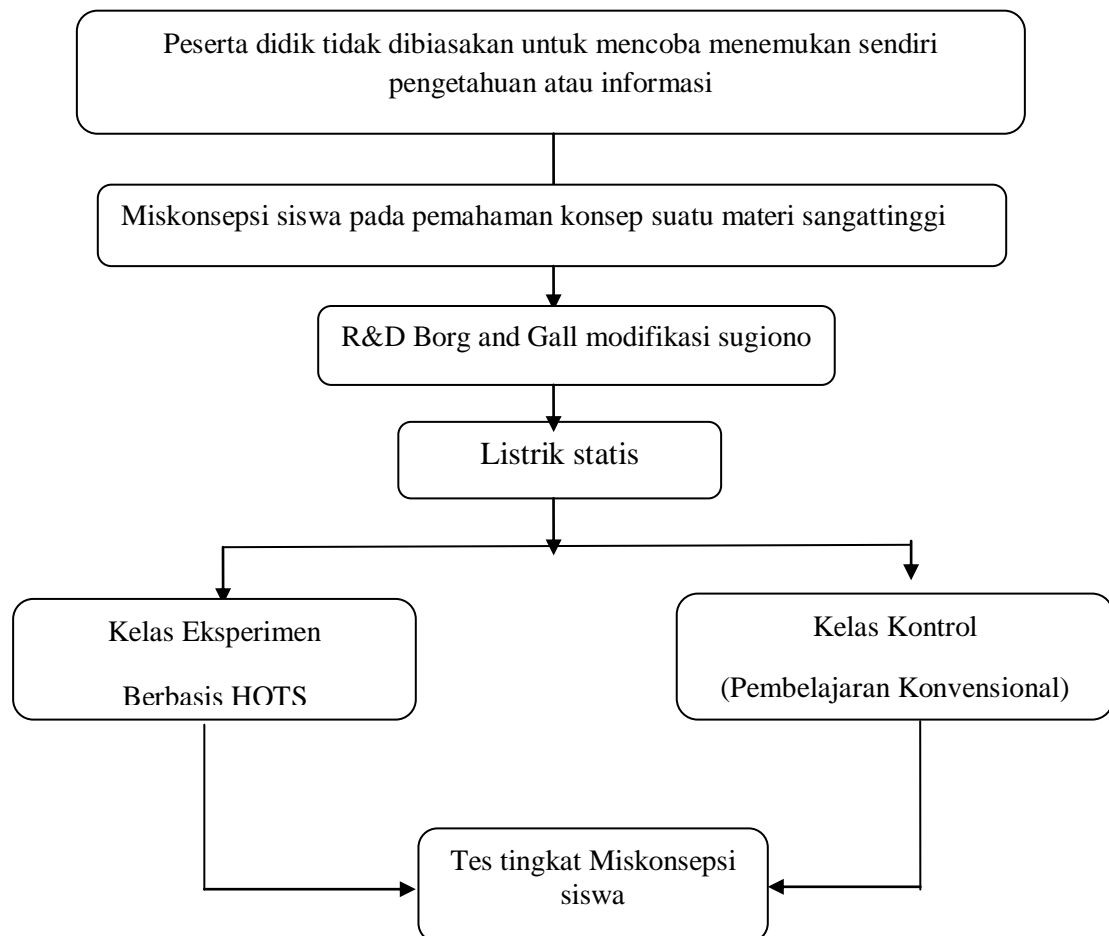 Peserta didik tidak dibiasakan untuk mencoba menemukan sendiri
pengetahuan atau informasi
Miskonsepsi siswa pada pemahaman konsep suatu materi sangattinggi
R&D Borg and Gall modifikasi sugiono
Listrik statis
Kelas Eksperimen
Berbasis HOTS
Kelas Kontrol
(Pembelajaran Konvensional)
Tes tingkat Miskonsepsi
siswa